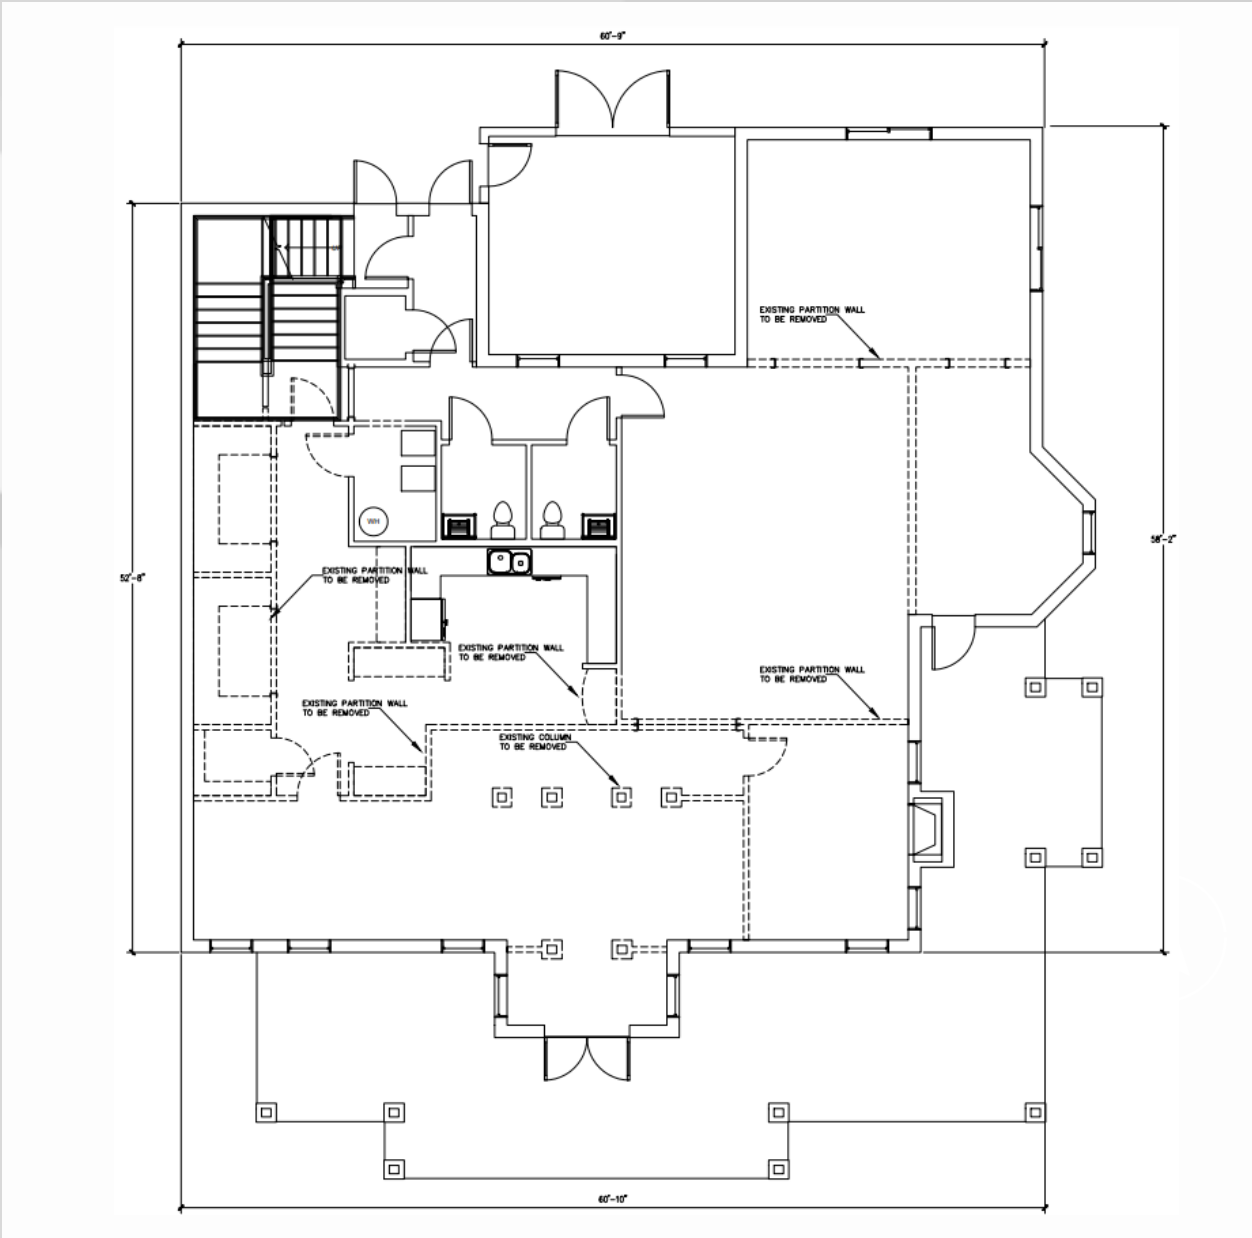 60'-9"
EXISTING PARTITION WALL
TO BE REMOVED
WH
58'-2"
52'-8"
EXISTING PARTITION WALL
TO BE REMOVED
EXISTING PARTITION WALL
TO BE REMOVED
EXISTING PARTITION WALL
TO BE REMOVED
EXISTING PARTITION WALL
TO BE REMOVED
EXISTING COLUMN
TO BE REMOVED
60'-10"